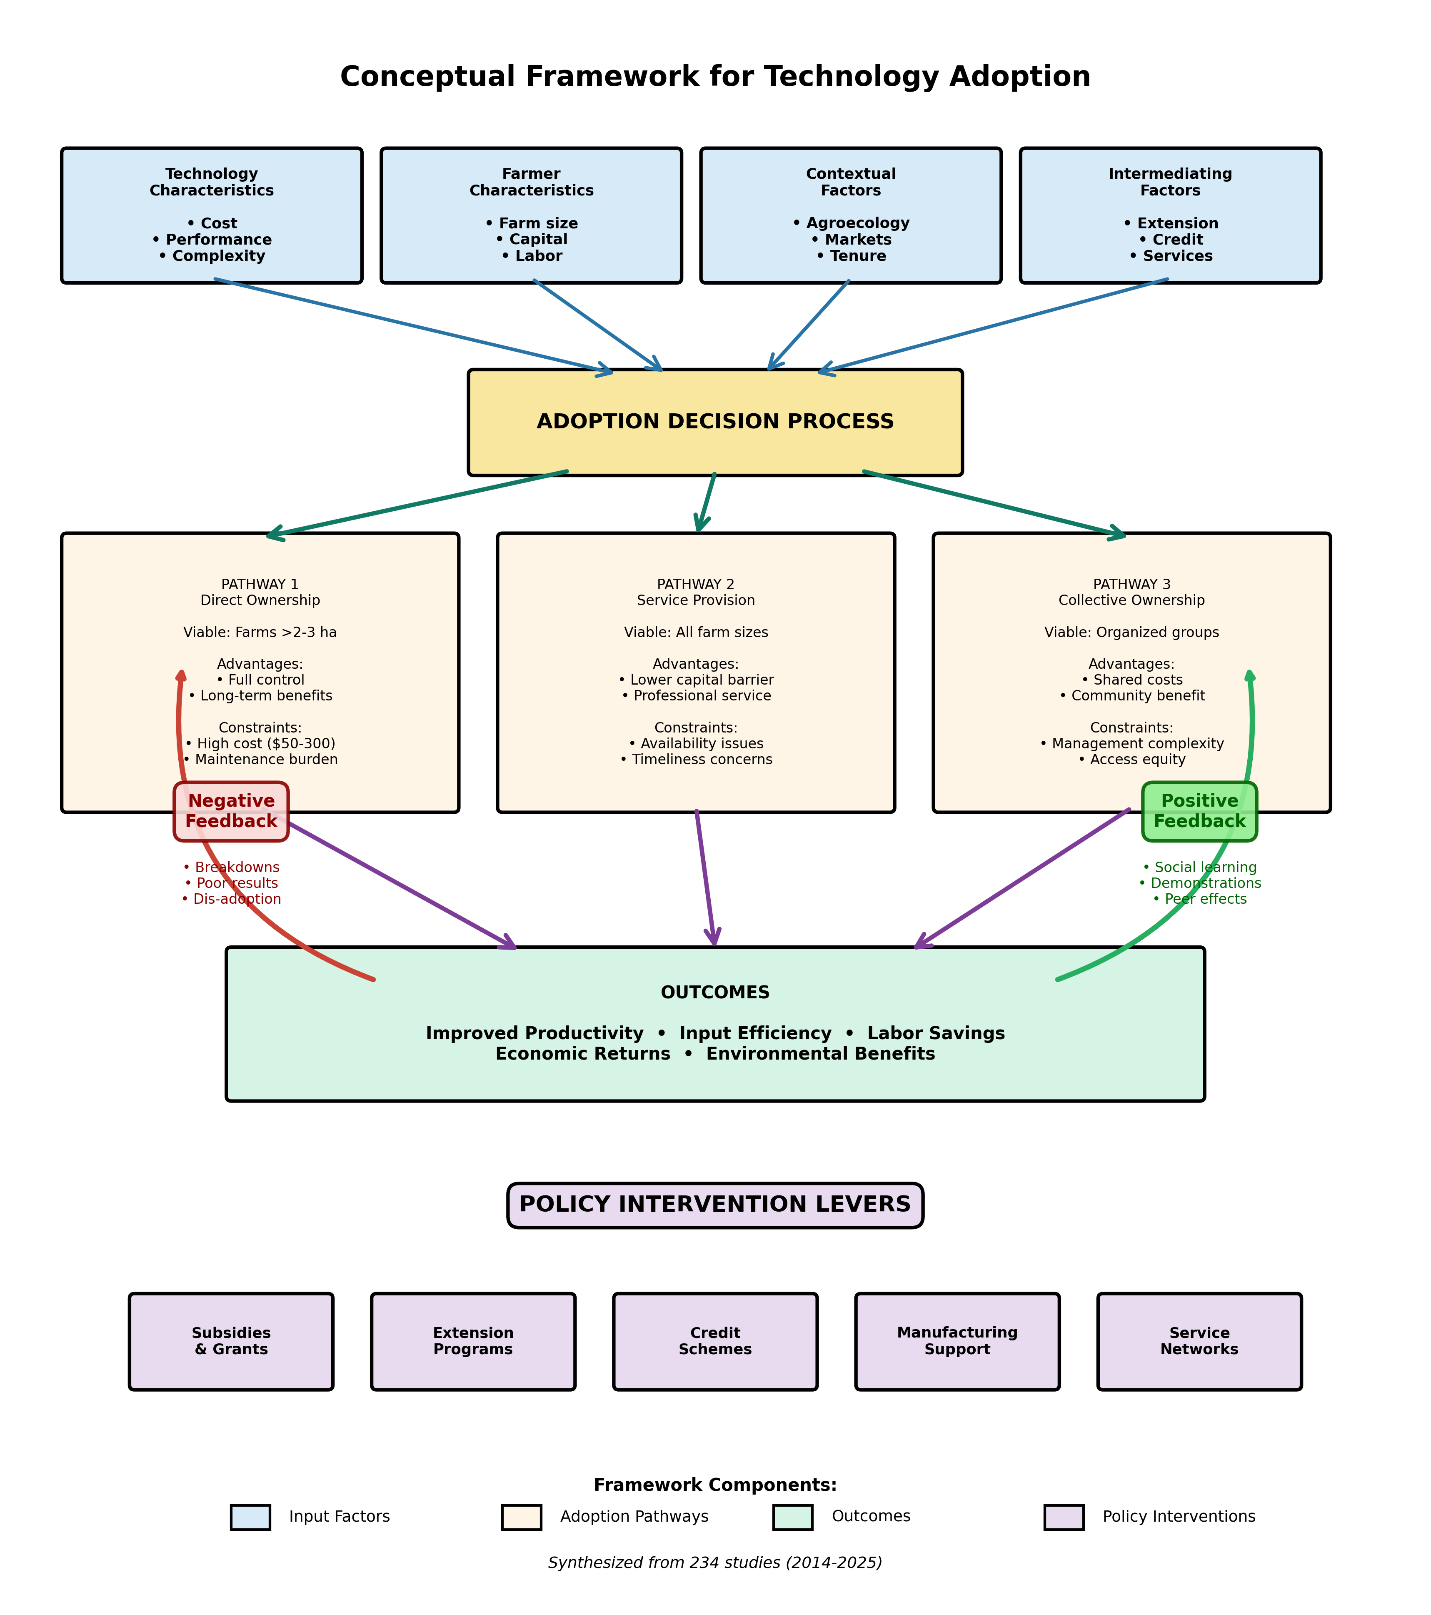 Conceptual Framework for Technology Adoption
Technology
Characteristics
• Cost
• Performance
• Complexity
Farmer
Characteristics
• Farm size
• Capital
• Labor
Contextual
Factors
• Agroecology
• Markets
• Tenure
Intermediating
Factors
• Extension
• Credit
• Services
ADOPTION DECISION PROCESS
PATHWAY 1
Direct Ownership
Viable: Farms >2-3 ha
Advantages:
• Full control
• Long-term benefits
Constraints:
• High cost ($50-300)
• Maintenance burden
PATHWAY 2
Service Provision
Viable: All farm sizes
Advantages:
• Lower capital barrier
• Professional service
Constraints:
• Availability issues
• Timeliness concerns
PATHWAY 3
Collective Ownership
Viable: Organized groups
Advantages:
• Shared costs
• Community benefit
Constraints:
• Management complexity
• Access equity
Negative
Feedback
• Breakdowns
• Poor results
• Dis-adoption
Positive
Feedback
• Social learning
• Demonstrations
• Peer effects
OUTCOMES
Improved Productivity • Input Efficiency • Labor Savings
Economic Returns • Environmental Benefits
POLICY INTERVENTION LEVERS
Subsidies
& Grants
Extension
Programs
Credit
Schemes
Manufacturing
Support
Service
Networks
Framework Components:
Input Factors
Adoption Pathways
Outcomes
Policy Interventions
Synthesized from 234 studies (2014-2025)